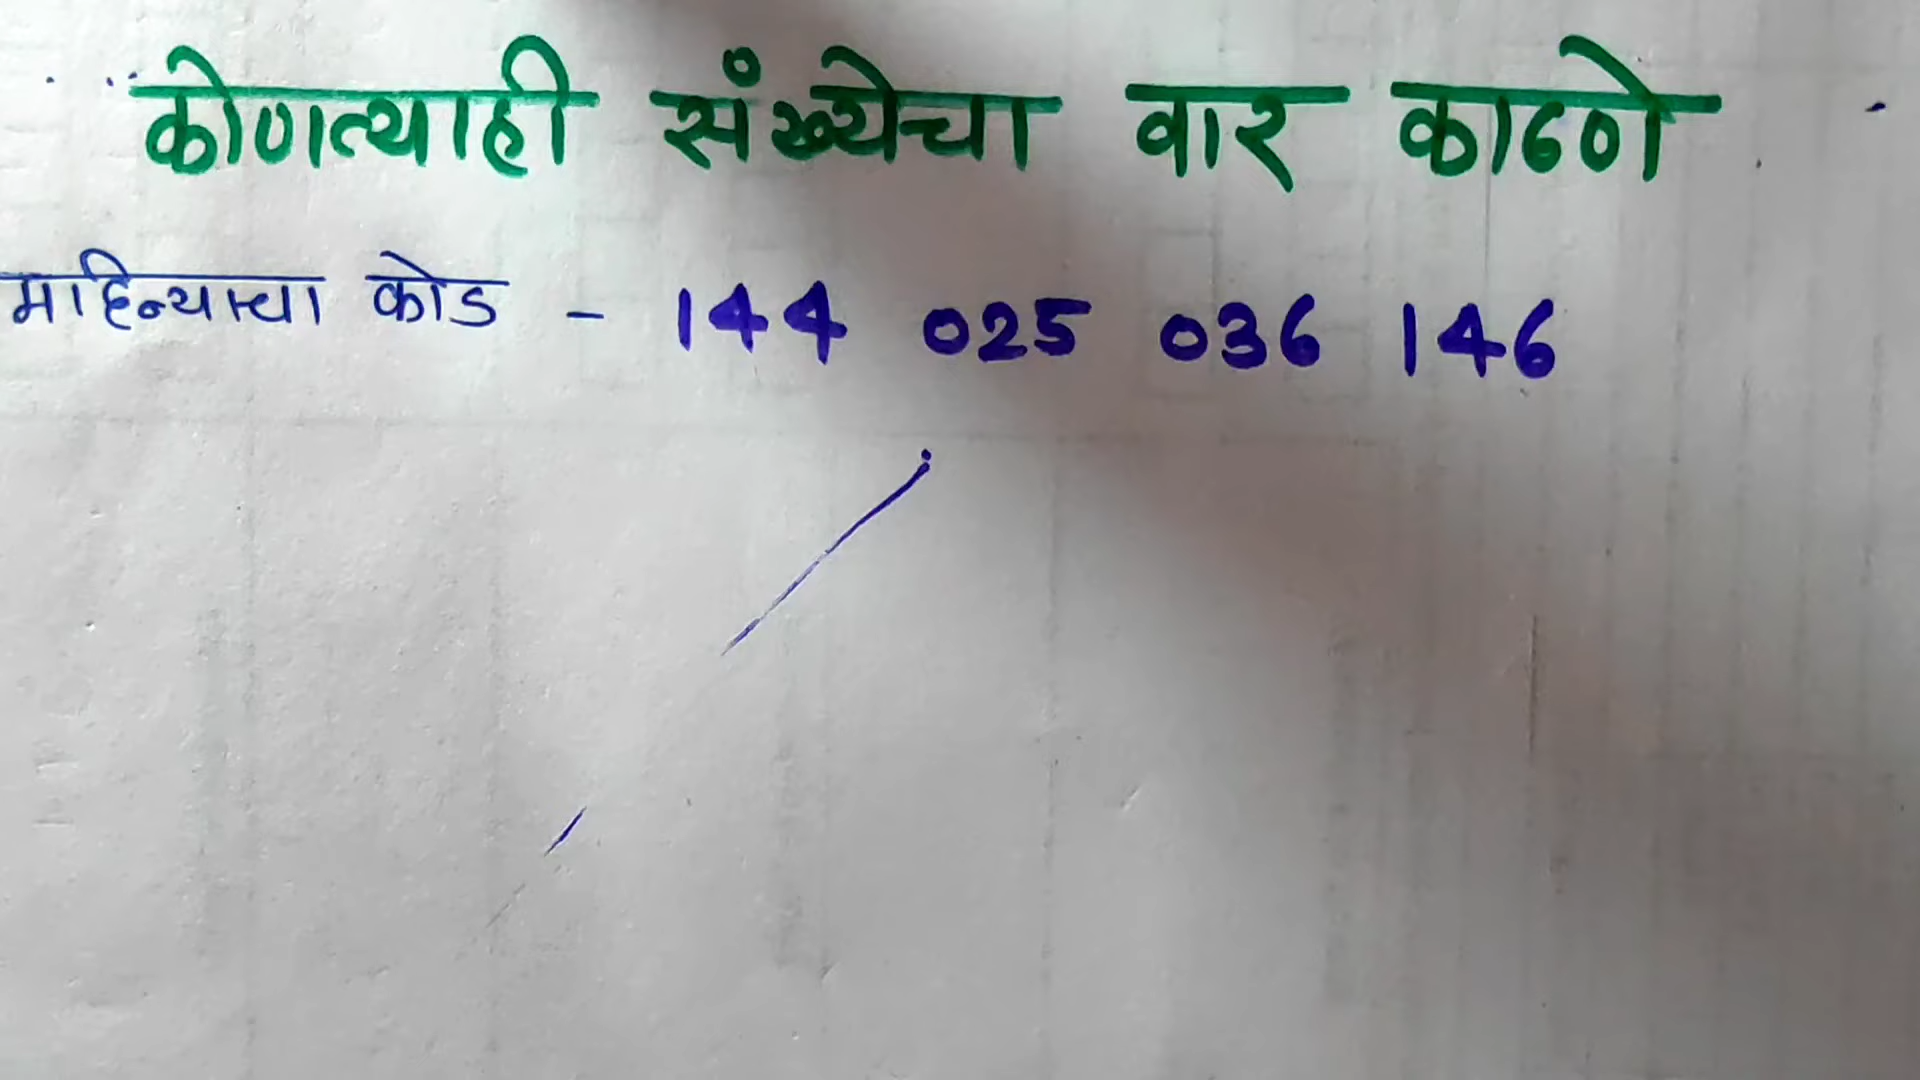 कोणत्याही संख्येचा वार काढणे
महिन्याचा कोड - 144 025 036 146